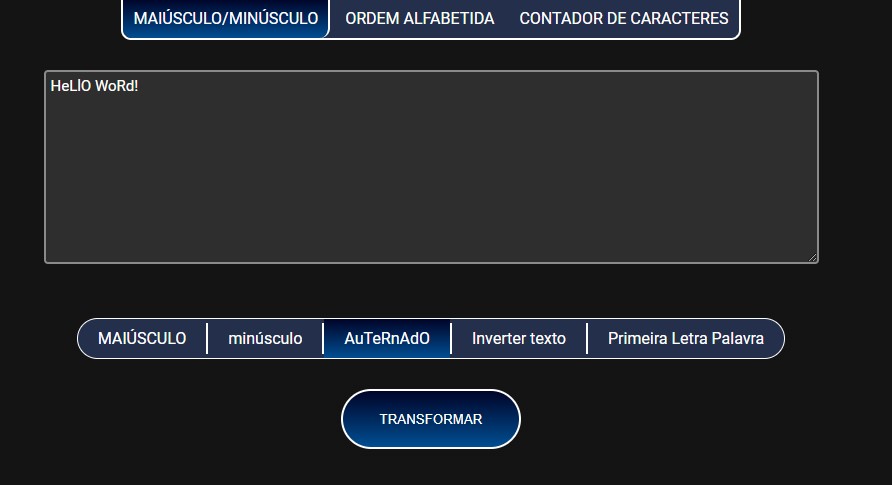 MAIÚSCULO/MINÚSCULO ORDEM ALFABETIDA CONTADOR DE CARACTERES
HeLlO WoRd!
MAIÚSCULO minúsculo AuTeRnAdO Inverter texto Primeira Letra Palavra
TRANSFORMAR